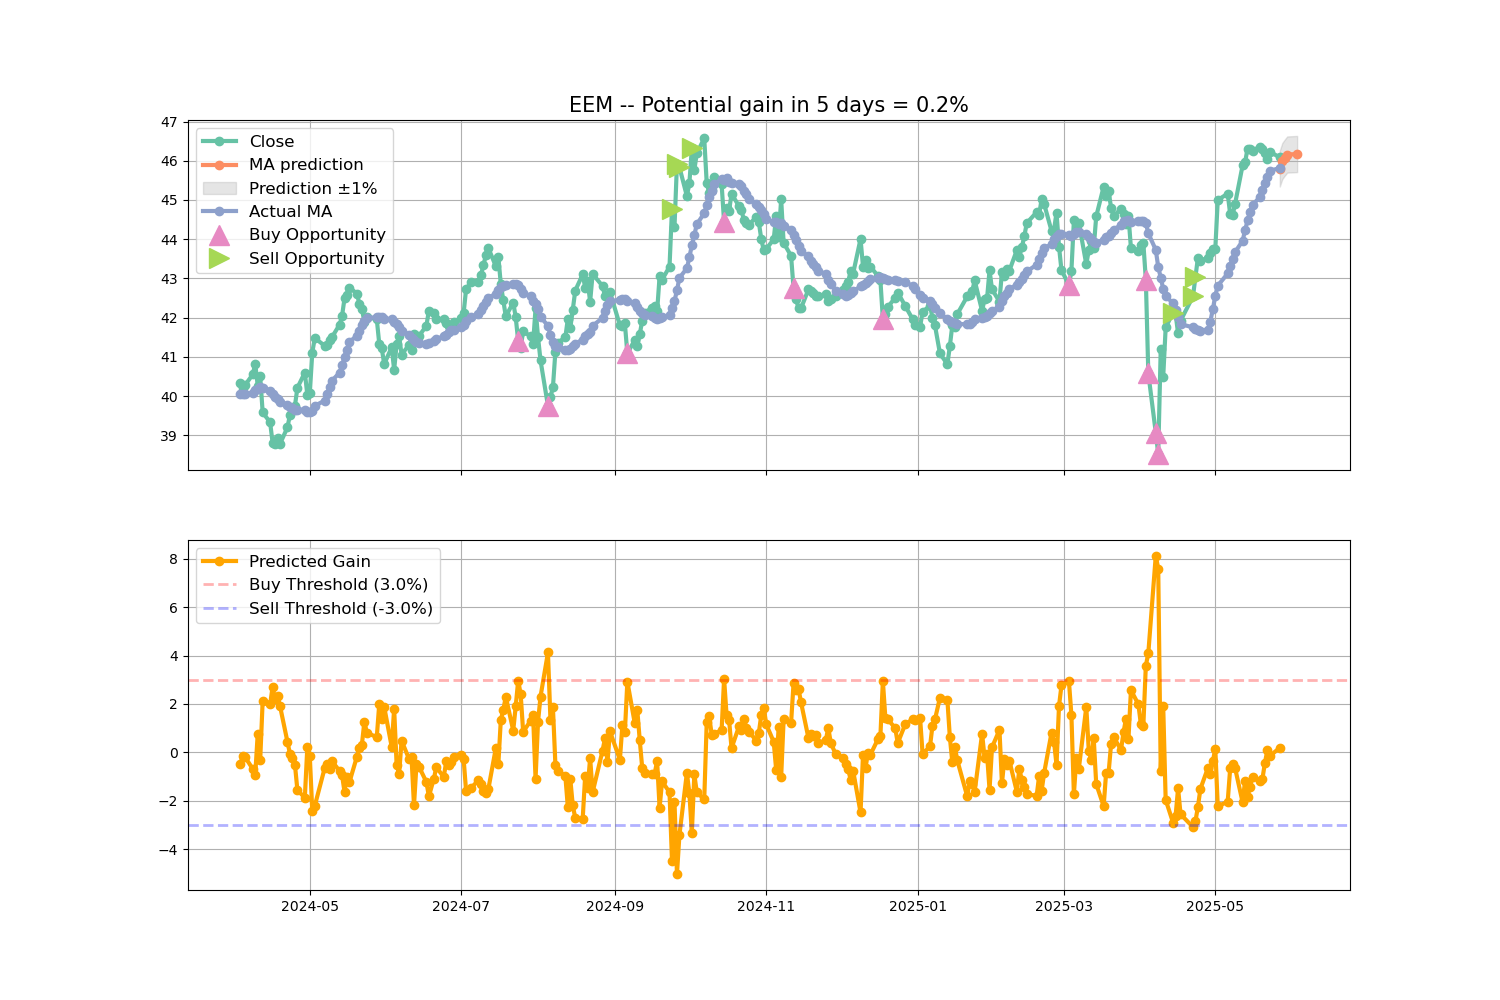 EEM -- Potential gain in 5 days = 0.2%
47
46
45
44
43
42
41
40
39
Close
MA prediction
Prediction ±1%
Actual MA
Buy Opportunity
Sell Opportunity
8
6
4
2
0
−2
−4
Predicted Gain
Buy Threshold (3.0%)
Sell Threshold (-3.0%)
2024-05
2024-07
2024-09
2024-11
2025-01
2025-03
2025-05